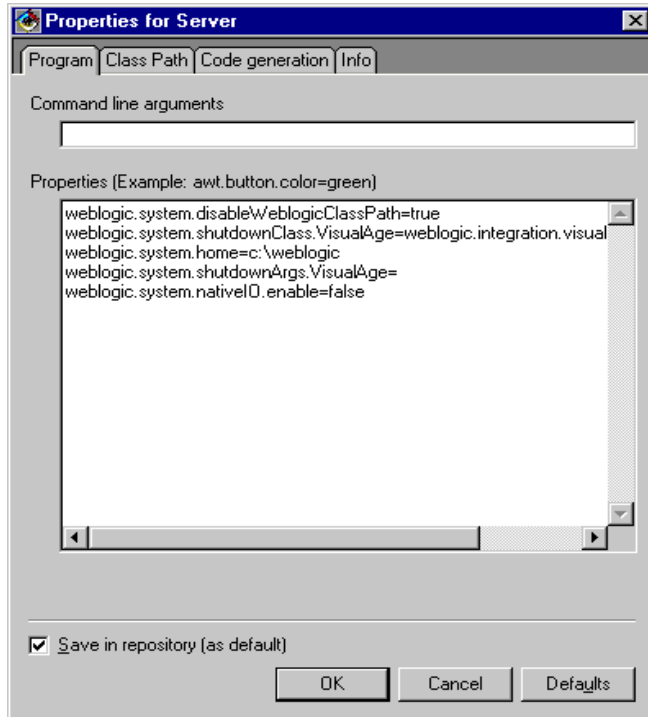 Properties for Server
Program Class Path Code generation Info
Command line arguments
Properties (Example: awt.button.color=green)
weblogic.system.disableWeblogicClassPath=true
weblogic.system.shutdownClass.VisualAge=weblogic.integration.visual
weblogic.system.home=c:\weblogic
weblogic.system.shutdownArgs.VisualAge=
weblogic.system.nativeIO.enable=false
Save in repository (as default)
OK Cancel Defaults